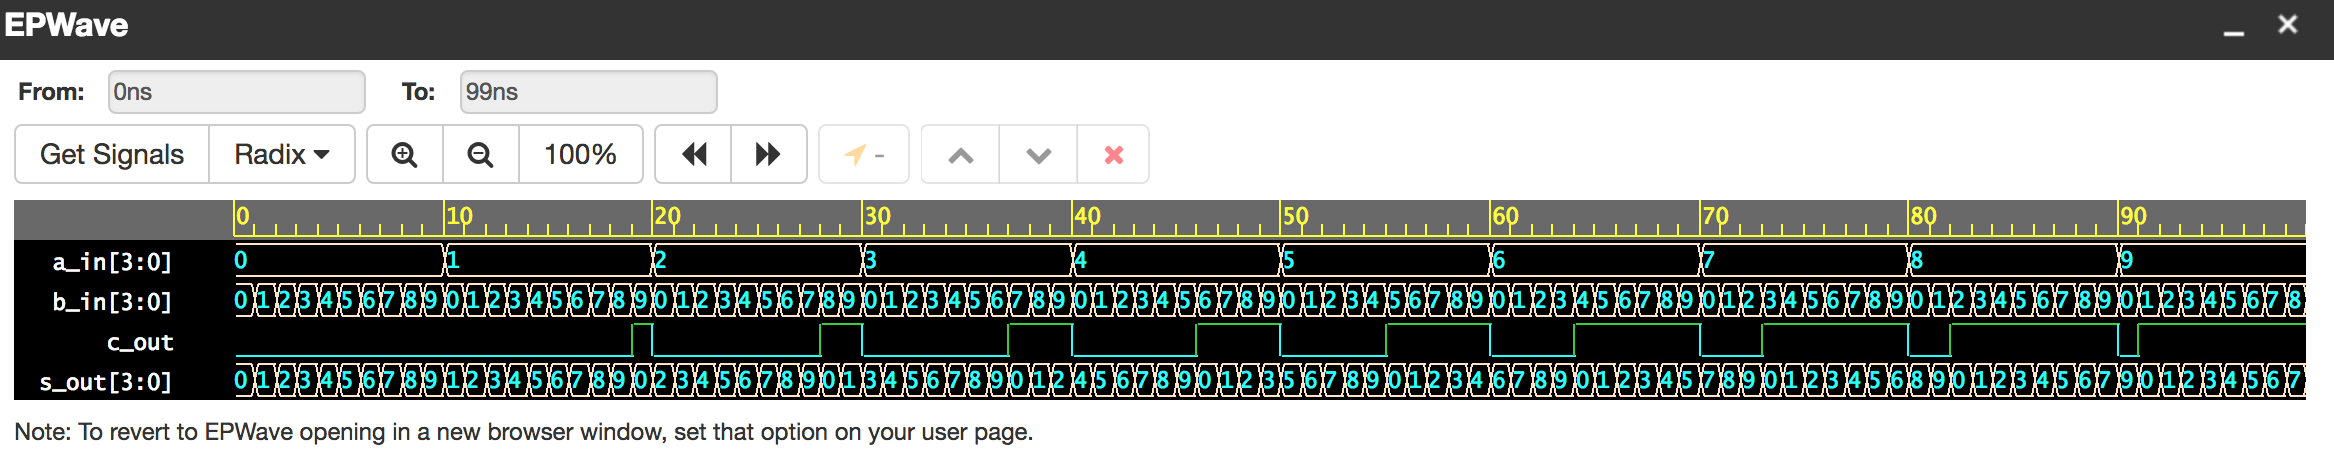 EPWave
From: 0ns To: 99ns
Get Signals Radix 100% -
0 10 20 30 40 50 60 70 80 90
a_in[3:0] 0 1 2 3 4 5 6 7 8 9
b_in[3:0] 0 1 2 3 4 5 6 7 8 9 0 1 2 3 4 5 6 7 8 9 0 1 2 3 4 5 6 7 8 9 0 1 2 3 4 5 6 7 8 9 0 1 2 3 4 5 6 7 8 9 0 1 2 3 4 5 6 7 8 9 0 1 2 3 4 5 6 7 8 9 0 1 2 3 4 5 6 7 8 9 0 1 2 3 4 5 6 7 8 9 0 1 2 3 4 5 6 7 8
c_out
s_out[3:0] 0 1 2 3 4 5 6 7 8 9 1 2 3 4 5 6 7 8 9 0 2 3 4 5 6 7 8 9 0 1 3 4 5 6 7 8 9 0 1 2 4 5 6 7 8 9 0 1 2 3 5 6 7 8 9 0 1 2 3 4 6 7 8 9 0 1 2 3 4 5 7 8 9 0 1 2 3 4 5 6 8 9 0 1 2 3 4 5 6 7 9 0 1 2 3 4 5 6 7
Note: To revert to EPWave opening in a new browser window, set that option on your user page.